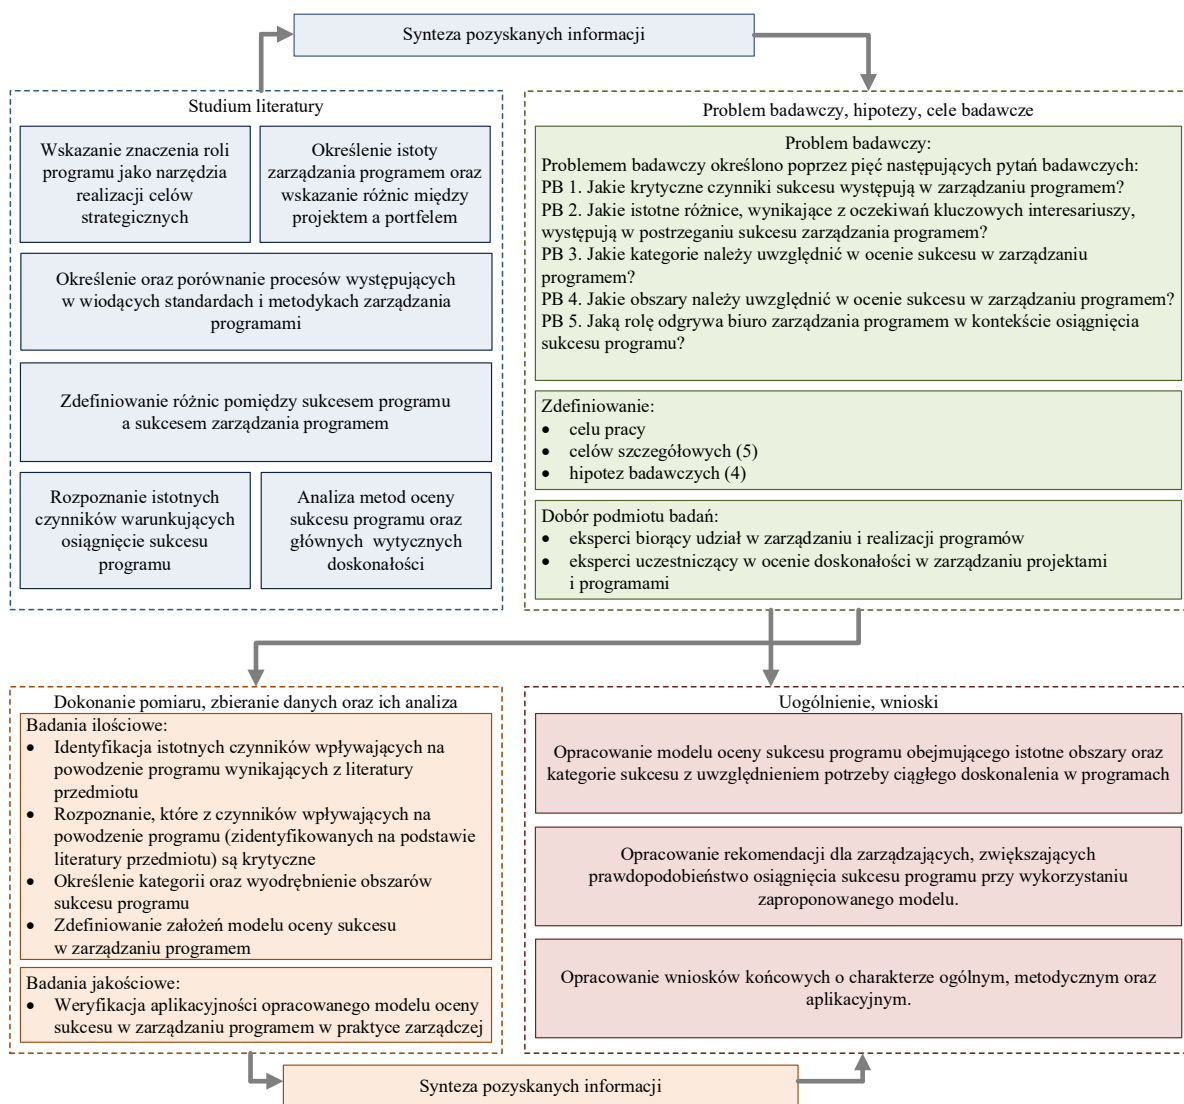 Synteza pozyskanych informacji
Studium literatury
Wskazanie znaczenia roli
programu jako narzędzia
realizacji celów
strategicznych
Określenie istoty
zarządzania programem oraz
wskazanie różnic między
projektem a portfelem
Określenie oraz porównanie procesów występujących
w wiodących standardach i metodykach zarządzania
programami
Zdefiniowanie różnic pomiędzy sukcesem programu
a sukcesem zarządzania programem
Rozpoznanie istotnych
czynników warunkujących
osiągnięcie sukcesu
programu
Analiza metod oceny
sukcesu programu oraz
głównych wytycznych
doskonałości
Problem badawczy, hipotezy, cele badawcze
Problem badawczy:
Problemem badawczy określono poprzez pięć następujących pytań badawczych:
PB 1. Jakie krytyczne czynniki sukcesu występują w zarządzaniu programem?
PB 2. Jakie istotne różnice, wynikające z oczekiwań kluczowych interesariuszy,
występują w postrzeganiu sukcesu zarządzania programem?
PB 3. Jakie kategorie należy uwzględnić w ocenie sukcesu w zarządzaniu
programem?
PB 4. Jakie obszary należy uwzględnić w ocenie sukcesu w zarządzaniu programem?
PB 5. Jaką rolę odgrywa biuro zarządzania programem w kontekście osiągnięcia
sukcesu programu?
Zdefiniowanie:
• celu pracy
• celów szczegółowych (5)
• hipotez badawczych (4)
Dobór podmiotu badań:
• eksperci biorący udział w zarządzaniu i realizacji programów
• eksperci uczestniczący w ocenie doskonałości w zarządzaniu projektami
i programami
Dokonanie pomiaru, zbieranie danych oraz ich analiza
Badania ilościowe:
• Identyfikacja istotnych czynników wpływających na
powodzenie programu wynikających z literatury
przedmiotu
• Rozpoznanie, które z czynników wpływających na
powodzenie programu (zidentyfikowanych na podstawie
literatury przedmiotu) są krytyczne
• Określenie kategorii oraz wyodrębnienie obszarów
sukcesu programu
• Zdefiniowanie założeń modelu oceny sukcesu
w zarządzaniu programem
Badania jakościowe:
• Weryfikacja aplikacyjności opracowanego modelu oceny
sukcesu w zarządzaniu programem w praktyce zarządczej
Uogólnienie, wnioski
Opracowanie modelu oceny sukcesu programu obejmującego istotne obszary oraz
kategorie sukcesu z uwzględnieniem potrzeby ciągłego doskonalenia w programach
Opracowanie rekomendacji dla zarządzających, zwiększających
prawdopodobieństwo osiągnięcia sukcesu programu przy wykorzystaniu
zaproponowanego modelu.
Opracowanie wniosków końcowych o charakterze ogólnym, metodycznym oraz
aplikacyjnym.
Synteza pozyskanych informacji